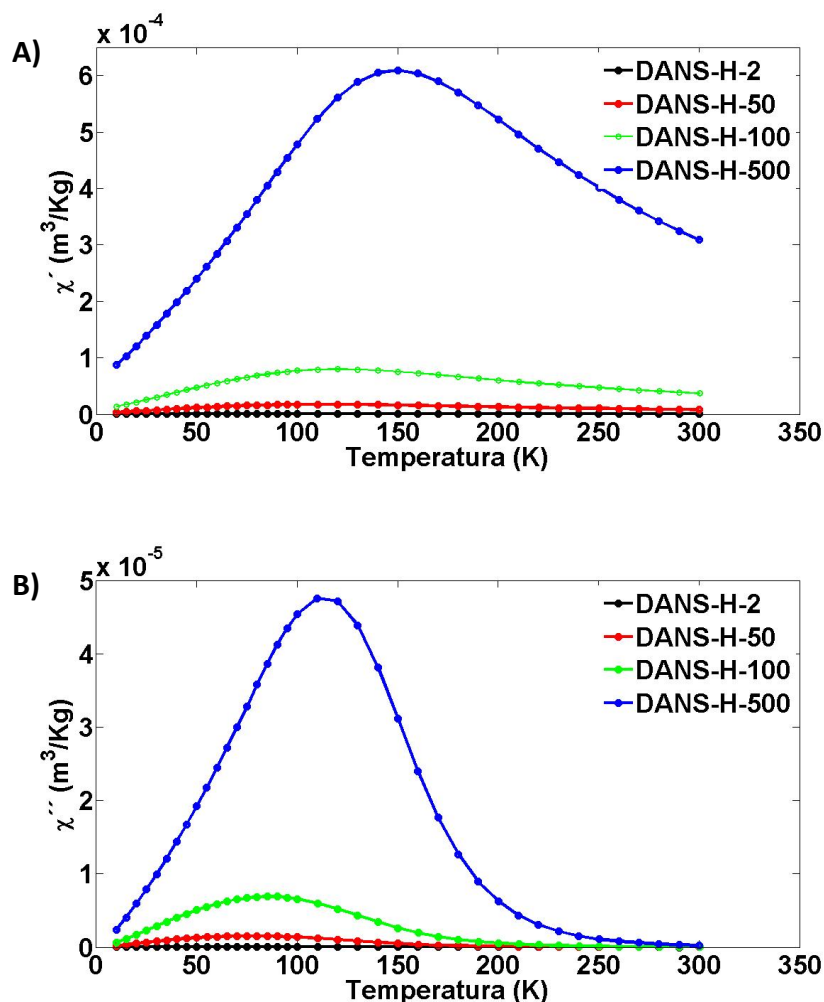 A)
x 10-4
6
5
4
3
2
1
0
χ´ (m³/Kg)
DANS-H-2
DANS-H-50
DANS-H-100
DANS-H-500
0 50 100 150 200 250 300 350
Temperatura (K)
B)
x 10-5
5
4
3
2
1
0
χ´´ (m³/Kg)
DANS-H-2
DANS-H-50
DANS-H-100
DANS-H-500
0 50 100 150 200 250 300 350
Temperatura (K)